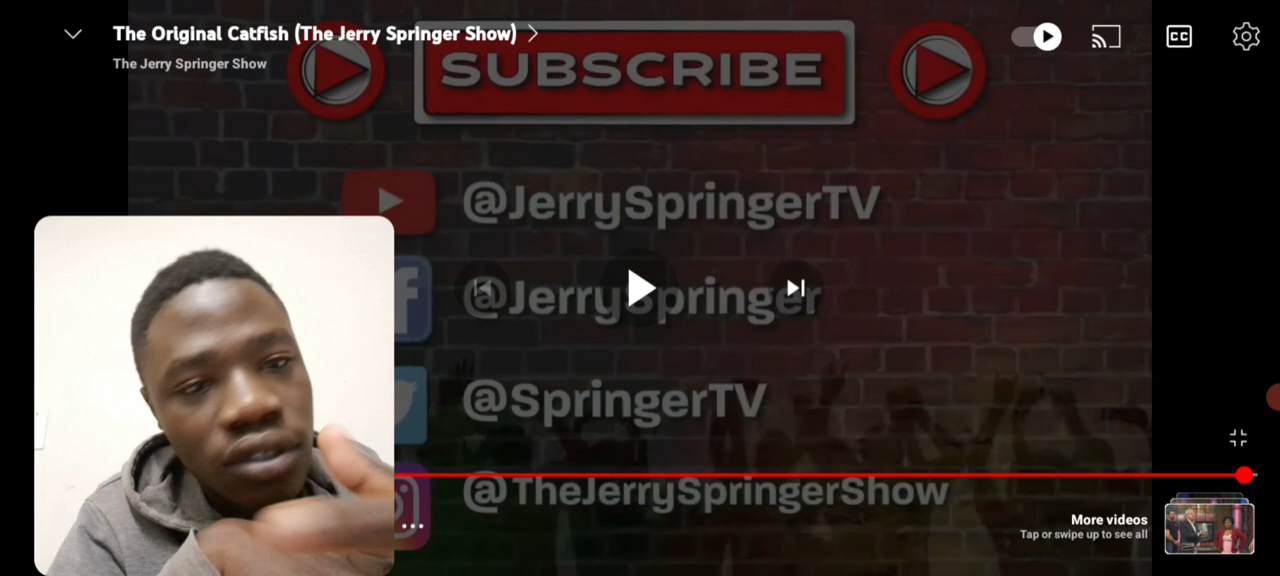 The Original Catfish (The Jerry Springer Show)
The Jerry Springer Show
CC
SUBSCRIBE
@JerrySpringerTV
@JerrySpringer
@SpringerTV
@TheJerrySpringerShow
More videos
Tap or swipe up to see all